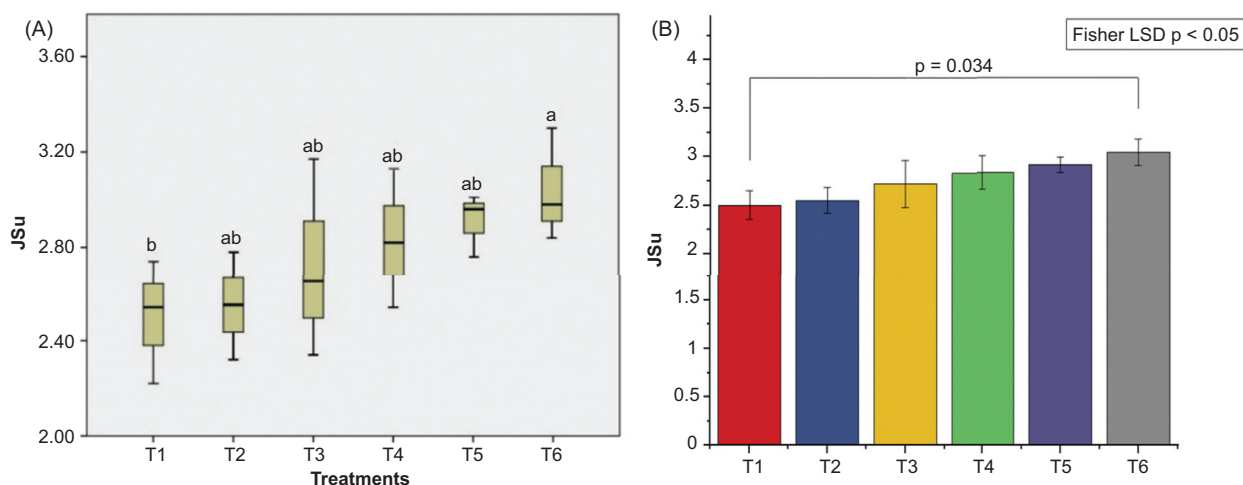 (A)
3.60
3.20
2.80
2.40
2.00
JSu
b
ab
ab
ab
ab
a
T1 T2 T3 T4 T5 T6
Treatments
(B)
Fisher LSD p < 0.05
p = 0.034
4
3.5
3
2.5
2
1.5
1
0.5
0
JSu
T1 T2 T3 T4 T5 T6